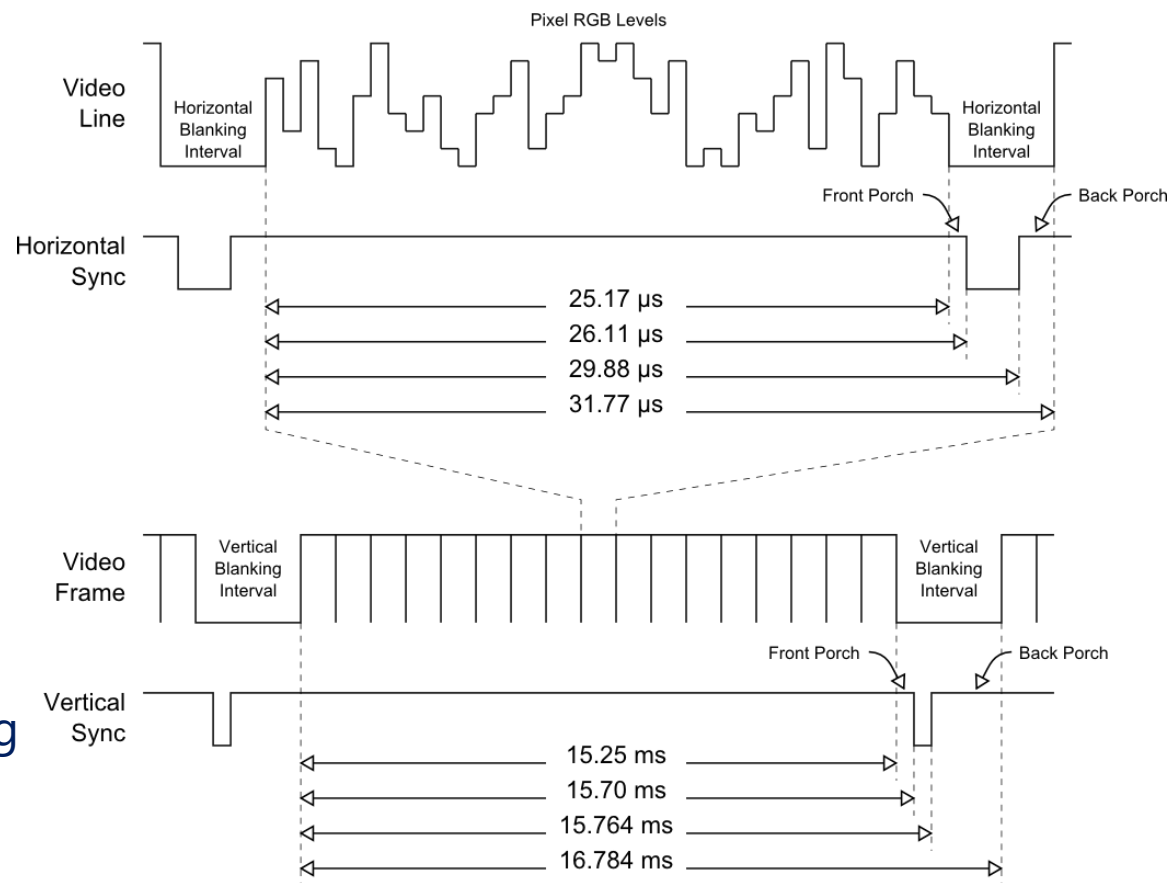 Pixel RGB Levels
Video
Line
Horizontal
Blanking
Interval
Horizontal
Blanking
Interval
Front Porch
Back Porch
Horizontal
Sync
25.17 µs
26.11 µs
29.88 µs
31.77 µs
Video
Frame
Vertical
Blanking
Interval
Vertical
Blanking
Interval
Front Porch
Back Porch
Vertical
Sync
g
15.25 ms
15.70 ms
15.764 ms
16.784 ms